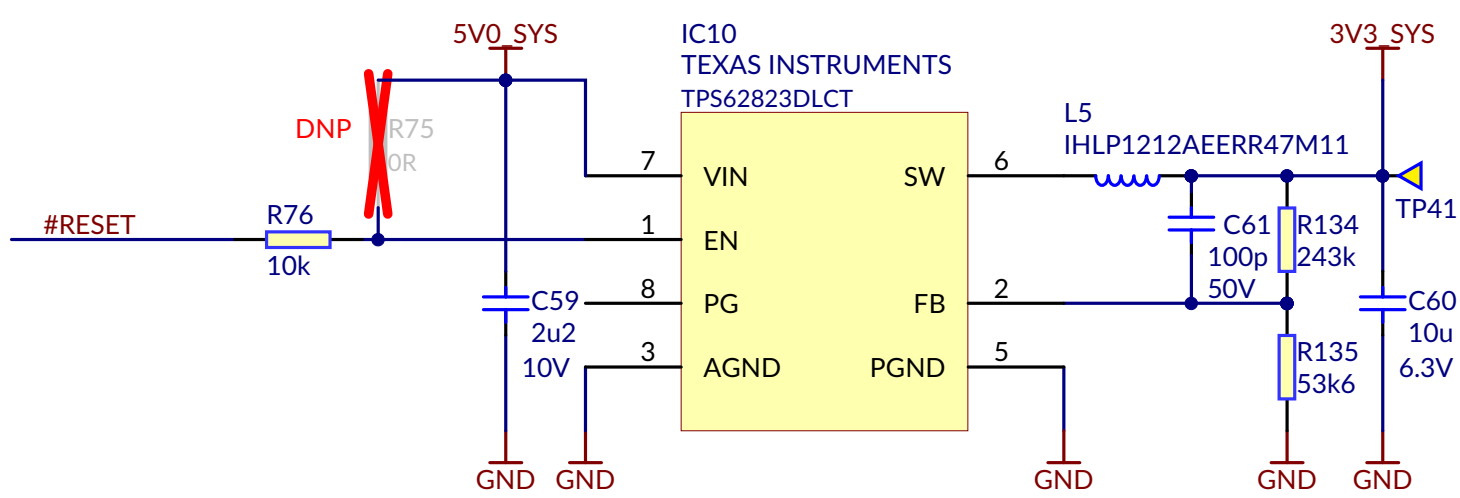 5V0_SYS
IC10
TEXAS INSTRUMENTS
TPS62823DLCT
3V3_SYS
DNP
R75
0R
L5
IHLP1212AEERR47M11
7
VIN
SW
6
TP41
#RESET
R76
10k
1
EN
C61
100p
50V
R134
243k
8
PG
FB
2
C59
2u2
10V
C60
10u
6.3V
3
AGND
PGND
5
R135
53k6
GND
GND
GND
GND
GND